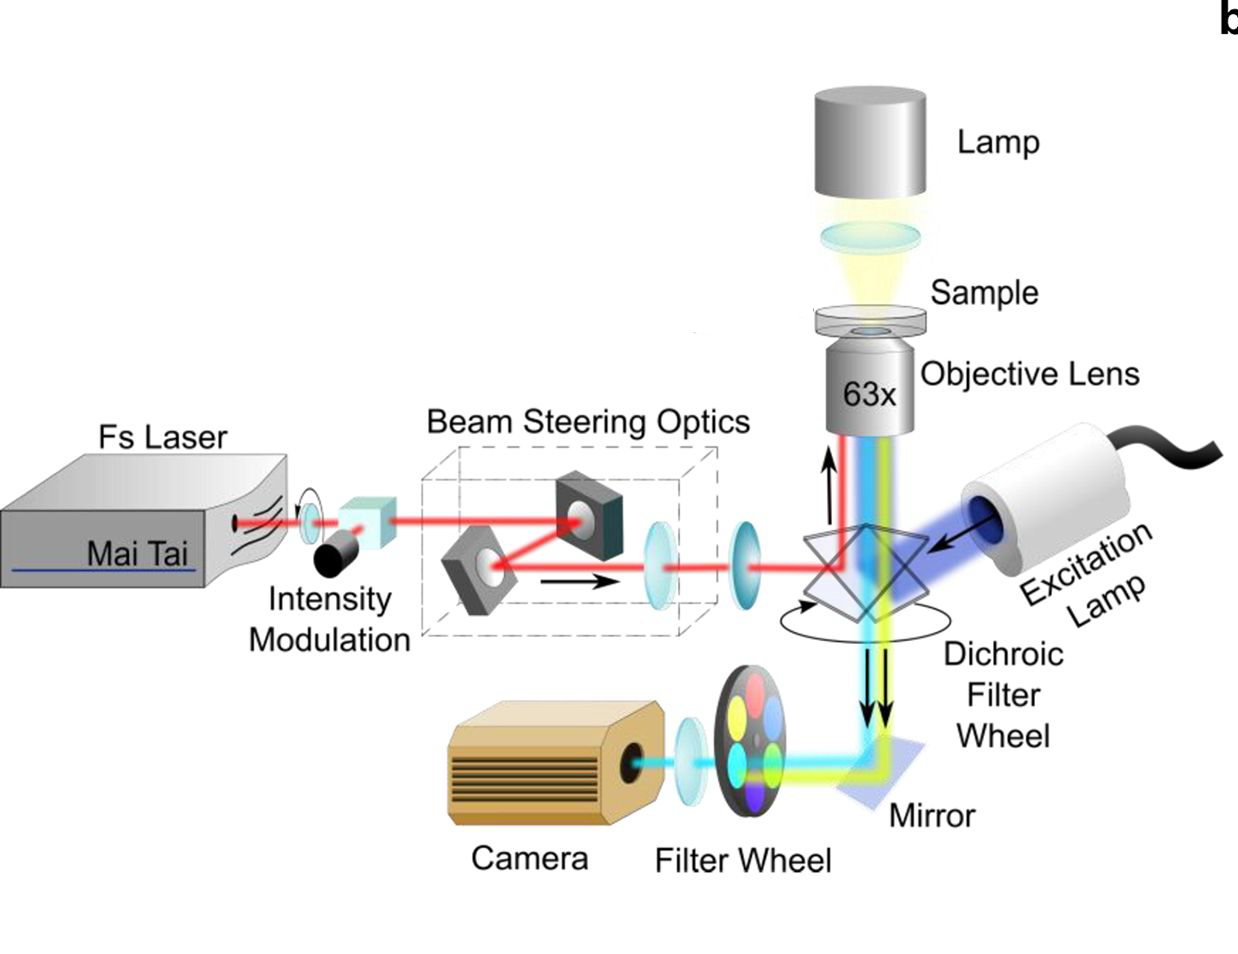 b
Lamp
Sample
Objective Lens
63x
Beam Steering Optics
Fs Laser
Mai Tai
Intensity
Modulation
Excitation
Lamp
Dichroic
Filter
Wheel
Mirror
Camera
Filter Wheel